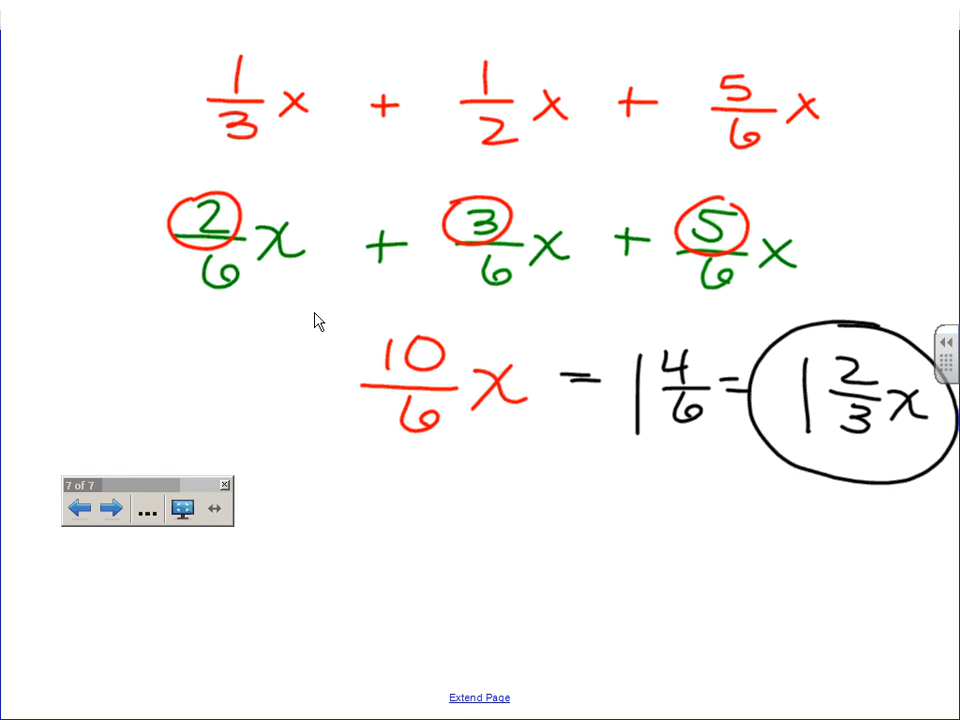 1/3 x + 1/2 x + 5/6 x
2/6 x + 3/6 x + 5/6 x
10/6 x = 1 4/6 = 1 2/3 x
7 of 7
...
Extend Page